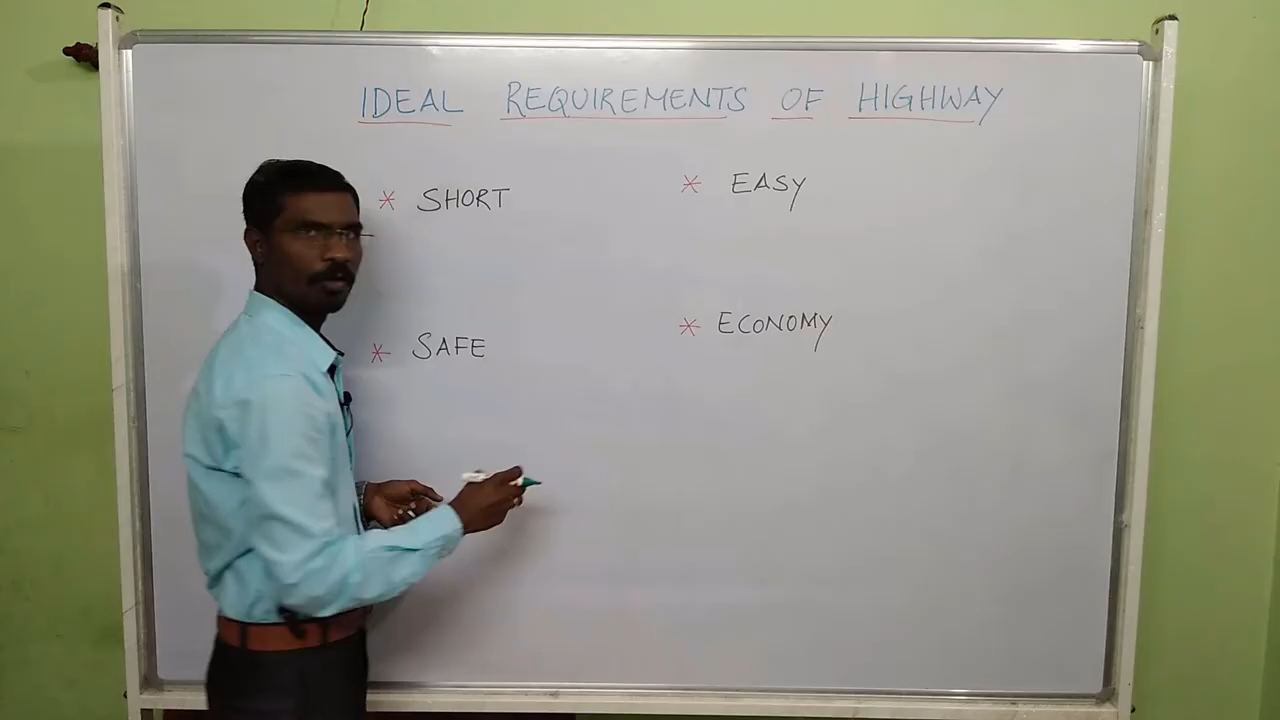 IDEAL REQUIREMENTS OF HIGHWAY
* SHORT
* EASY
* SAFE
* ECONOMY